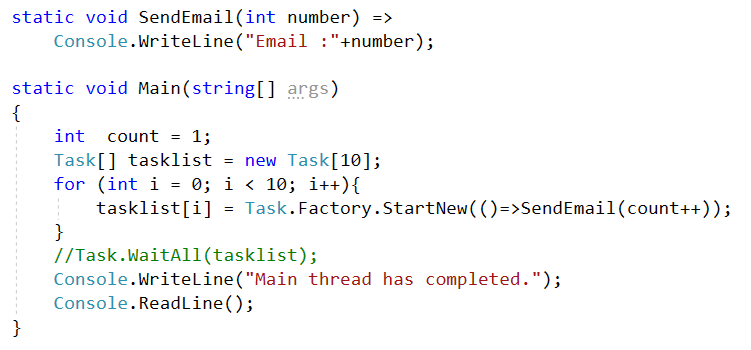 static void SendEmail(int number) =>
    Console.WriteLine("Email :"+number);

static void Main(string[] args)
{
    int  count = 1;
    Task[] tasklist = new Task[10];
    for (int i = 0; i < 10; i++){
        tasklist[i] = Task.Factory.StartNew(()=>SendEmail(count++));
    }
    //Task.WaitAll(tasklist);
    Console.WriteLine("Main thread has completed.");
    Console.ReadLine();
}